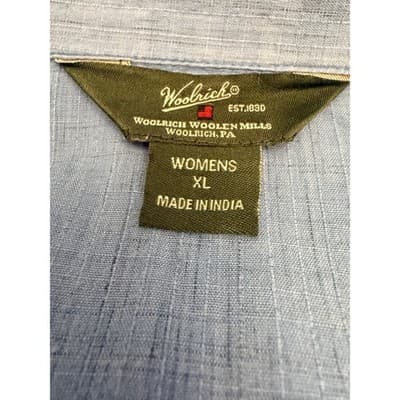 Woolrich
EST.1830
WOOLRICH WOOLEN MILLS
WOOLRICH, PA
WOMENS
XL
MADE IN INDIA